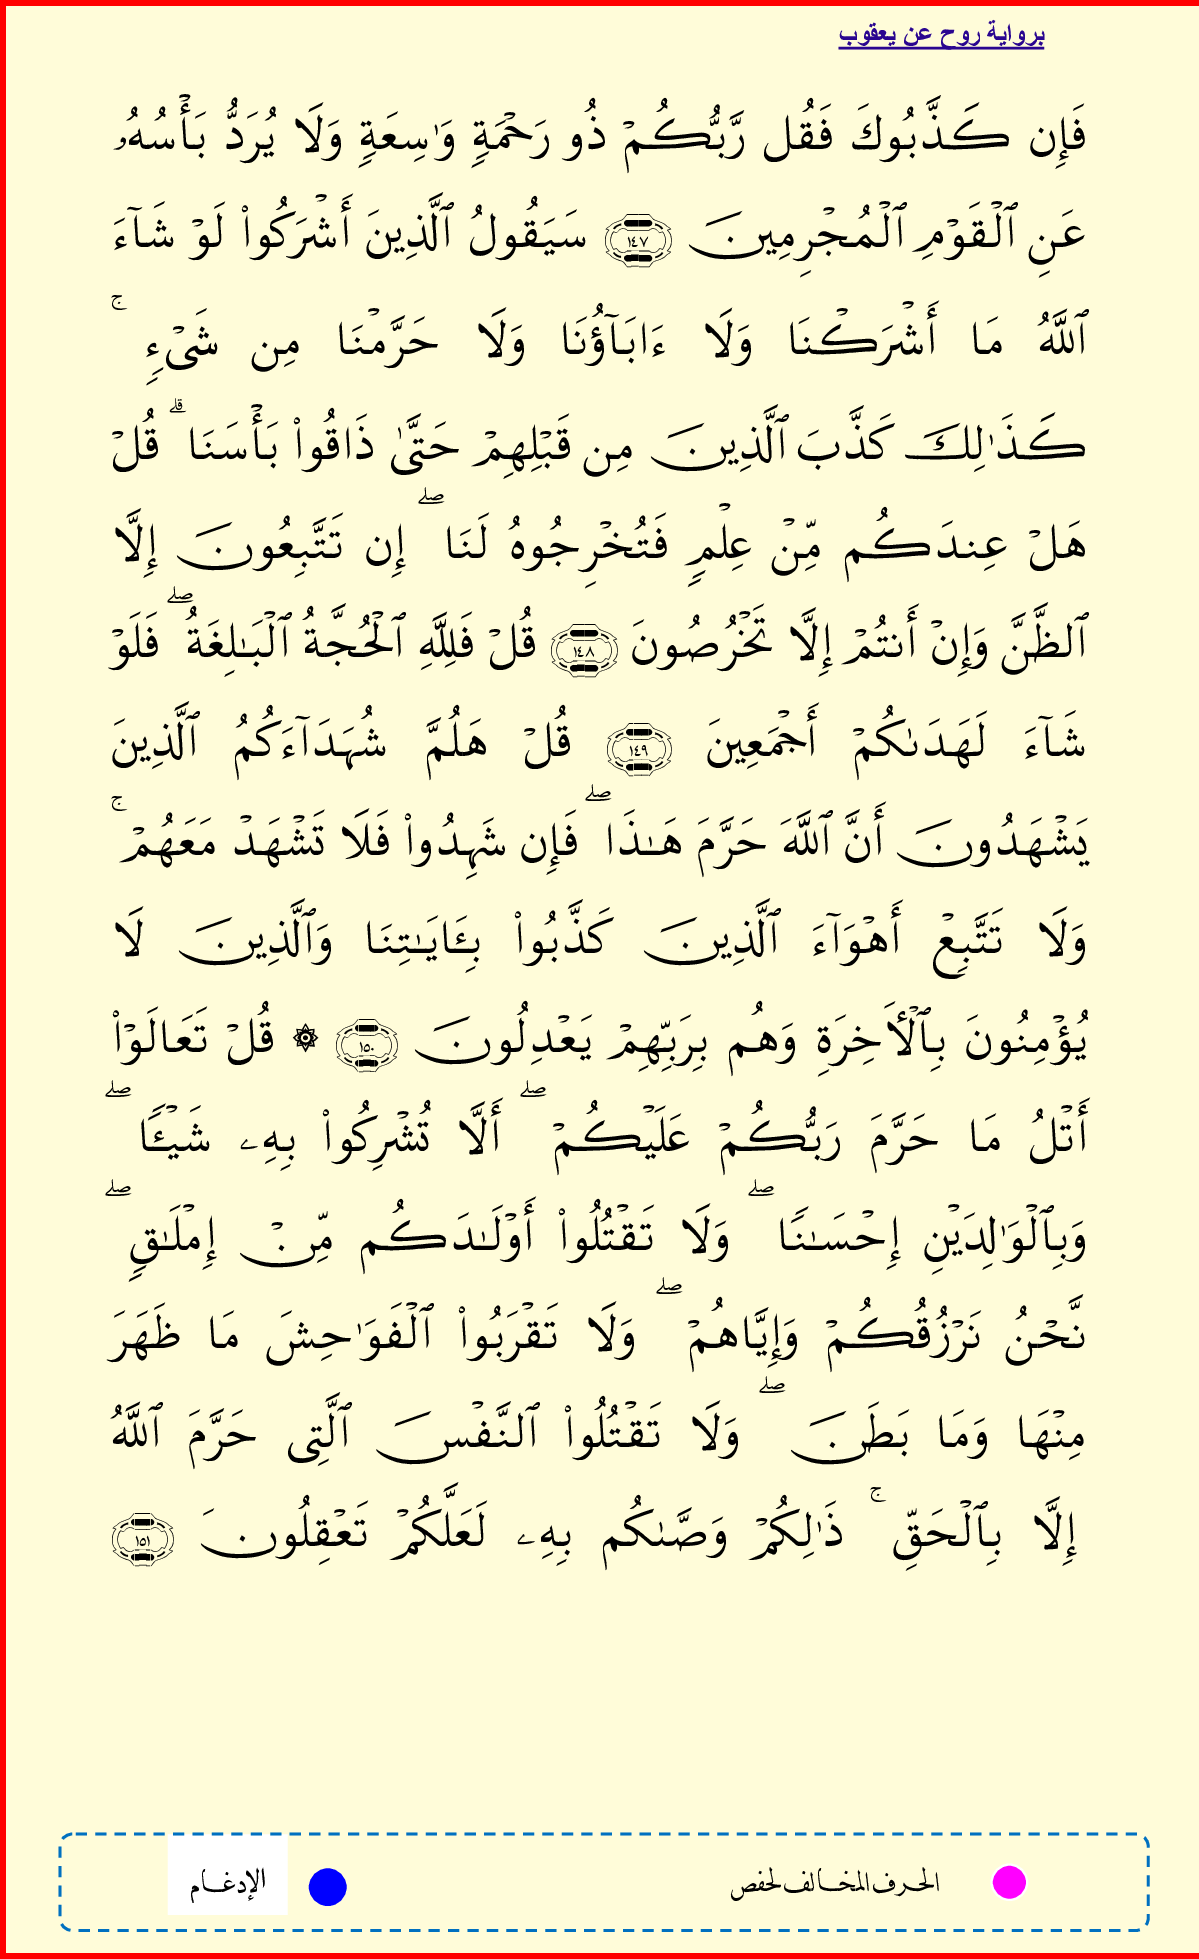 برواية روح عن يعقوب
فَإِن كَذَّبُوكَ فَقُل رَّبُّكُمْ ذُو رَحْمَةٍ وَٰسِعَةٍ وَلَا يُرَدُّ بَأْسُهُۥ
عَنِ ٱلْقَوْمِ ٱلْمُجْرِمِينَ ١٤٧ سَيَقُولُ ٱلَّذِينَ أَشْرَكُوا۟ لَوْ شَآءَ
ٱللَّهُ مَا أَشْرَكْنَا وَلَا ءَابَآؤُنَا وَلَا حَرَّمْنَا مِن شَىْءٍ ۚ
كَذَٰلِكَ كَذَّبَ ٱلَّذِينَ مِن قَبْلِهِمْ حَتَّىٰ ذَاقُوا۟ بَأْسَنَا ۗ قُلْ
هَلْ عِندَكُم مِّنْ عِلْمٍ فَتُخْرِجُوهُ لَنَا ۖ إِن تَتَّبِعُونَ إِلَّا
ٱلظَّنَّ وَإِنْ أَنتُمْ إِلَّا تَخْرُصُونَ ١٤٨ قُلْ فَلِلَّهِ ٱلْحُجَّةُ ٱلْبَـٰلِغَةُ ۖ فَلَوْ
شَآءَ لَهَدَىٰكُمْ أَجْمَعِينَ ١٤٩ قُلْ هَلُمَّ شُهَدَآءَكُمُ ٱلَّذِينَ
يَشْهَدُونَ أَنَّ ٱللَّهَ حَرَّمَ هَـٰذَا ۖ فَإِن شَهِدُوا۟ فَلَا تَشْهَدْ مَعَهُمْ ۚ
وَلَا تَتَّبِعْ أَهْوَآءَ ٱلَّذِينَ كَذَّبُوا۟ بِـَٔايَـٰتِنَا وَٱلَّذِينَ لَا
يُؤْمِنُونَ بِٱلْـَٔاخِرَةِ وَهُم بِرَبِّهِمْ يَعْدِلُونَ ١٥٠ ۞ قُلْ تَعَالَوْا۟
أَتْلُ مَا حَرَّمَ رَبُّكُمْ عَلَيْكُمْ ۖ أَلَّا تُشْرِكُوا۟ بِهِۦ شَيْـًٔا ۖ
وَبِٱلْوَٰلِدَيْنِ إِحْسَـٰنًا ۖ وَلَا تَقْتُلُوا۟ أَوْلَـٰدَكُم مِّنْ إِمْلَـٰقٍ ۖ
نَّحْنُ نَرْزُقُكُمْ وَإِيَّاهُمْ ۖ وَلَا تَقْرَبُوا۟ ٱلْفَوَٰحِشَ مَا ظَهَرَ
مِنْهَا وَمَا بَطَنَ ۖ وَلَا تَقْتُلُوا۟ ٱلنَّفْسَ ٱلَّتِى حَرَّمَ ٱللَّهُ
إِلَّا بِٱلْحَقِّ ۚ ذَٰلِكُمْ وَصَّىٰكُم بِهِۦ لَعَلَّكُمْ تَعْقِلُونَ ١٥١
الحرف المخالف لحفص الإدغام